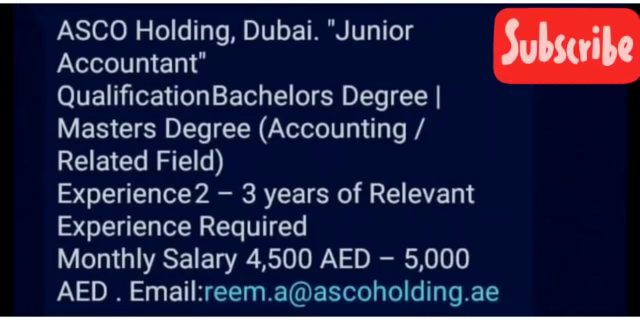 ASCO Holding, Dubai. "Junior
Accountant"
QualificationBachelors Degree |
Masters Degree (Accounting /
Related Field)
Experience2 – 3 years of Relevant
Experience Required
Monthly Salary 4,500 AED – 5,000
AED . Email:reem.a@ascoholding.ae
Subscribe